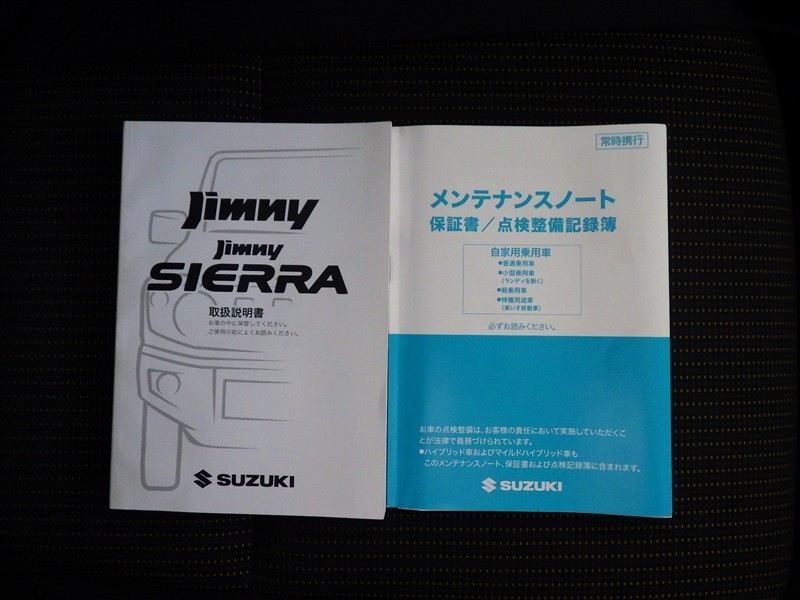 Jimny
Jimny
SIERRA
取扱説明書
お車の中に保管してください。
ご使用の前によくお読みください。
SUZUKI
常時携行
メンテナンスノート
保証書/点検整備記録簿
自家用乗用車
●普通乗用車
●小型乗用車
(ランディを除く)
●軽乗用車
●特種用途車
(車いす移動車)
必ずお読みください。
お車の点検整備は、お客様の責任において実施していただくこ
とが法律で義務づけられています。
●ハイブリッド車およびマイルドハイブリッド車も
このメンテナンスノート、保証書および点検記録簿に含まれます。
SUZUKI